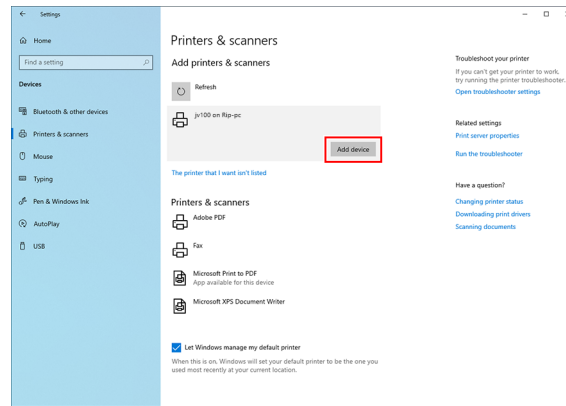 Settings
Home
Find a setting
Devices
Bluetooth & other devices
Printers & scanners
Mouse
Typing
Pen & Windows Ink
AutoPlay
USB
Printers & scanners
Add printers & scanners
Refresh
jv100 on Rip-pc
Add device
The printer that I want isn't listed
Printers & scanners
Adobe PDF
Fax
Microsoft Print to PDF
App available for this device
Microsoft XPS Document Writer
Let Windows manage my default printer
When this is on, Windows will set your default printer to be the one you
used most recently at your current location.
Troubleshoot your printer
If you can't get your printer to work,
try running the printer troubleshooter.
Open troubleshooter settings
Related settings
Print server properties
Run the troubleshooter
Have a question?
Changing printer status
Downloading print drivers
Scanning documents